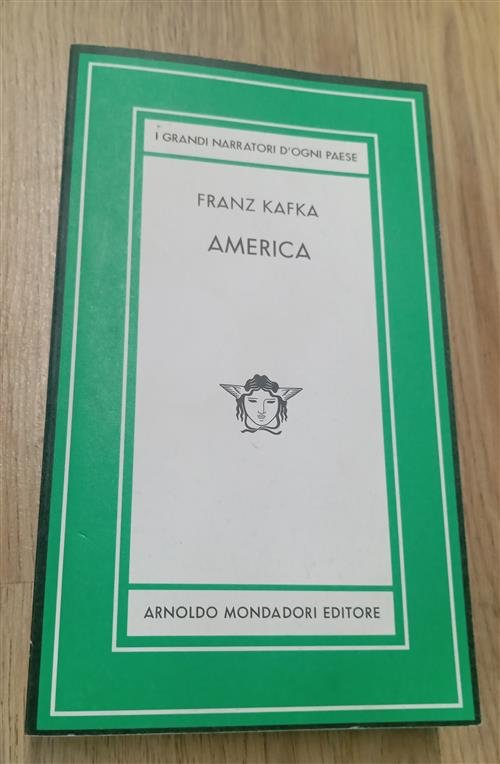 I GRANDI NARRATORI D'OGNI PAESE
FRANZ KAFKA
AMERICA
ARNOLDO MONDADORI EDITORE